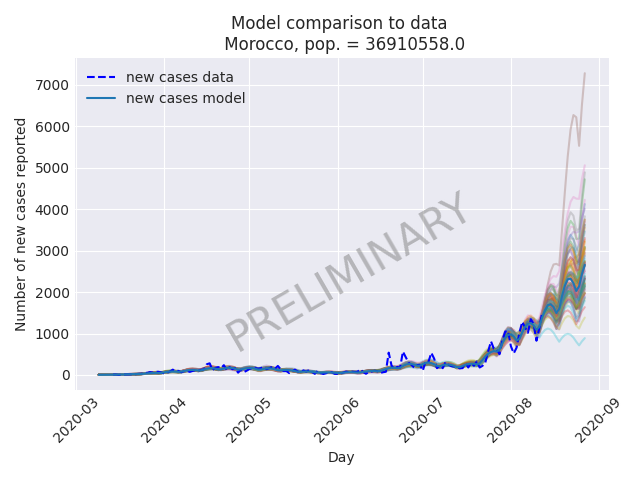 Model comparison to data
Morocco, pop. = 36910558.0
new cases data
new cases model
Number of new cases reported
7000
6000
5000
4000
3000
2000
1000
0
PRELIMINARY
2020-03
2020-04
2020-05
2020-06
2020-07
2020-08
2020-09
Day